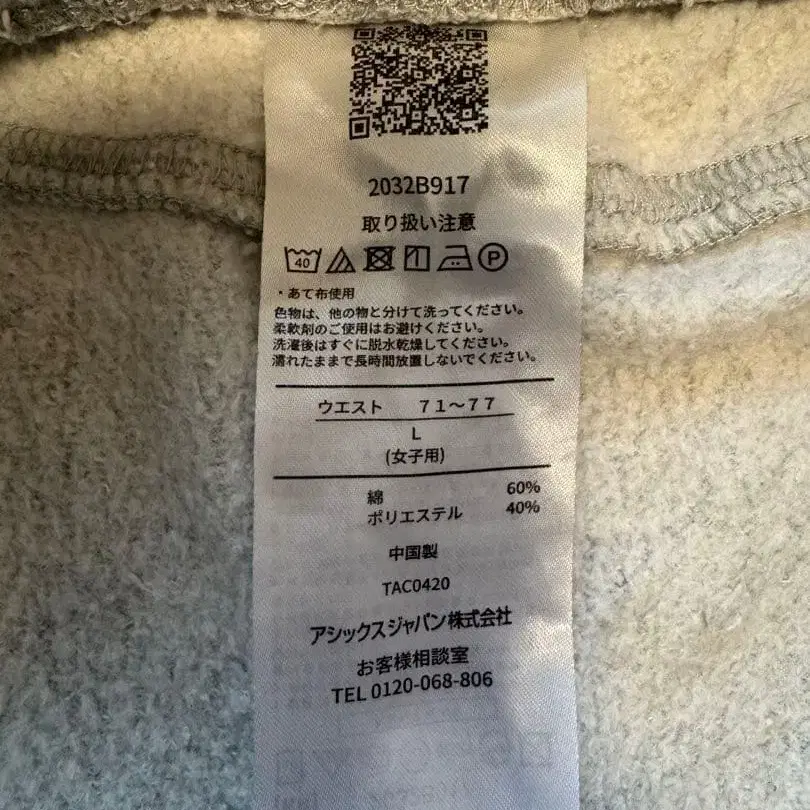 2032B917
取り扱い注意
40 P
・あて布使用
色物は、他の物と分けて洗ってください。
柔軟剤のご使用はお避けください。
洗濯後はすぐに脱水乾燥してください。
濡れたままで長時間放置しないでください。
ウエスト 71〜77
L
(女子用)
綿 60%
ポリエステル 40%
中国製
TAC0420
アシックスジャパン株式会社
お客様相談室
TEL 0120-068-806